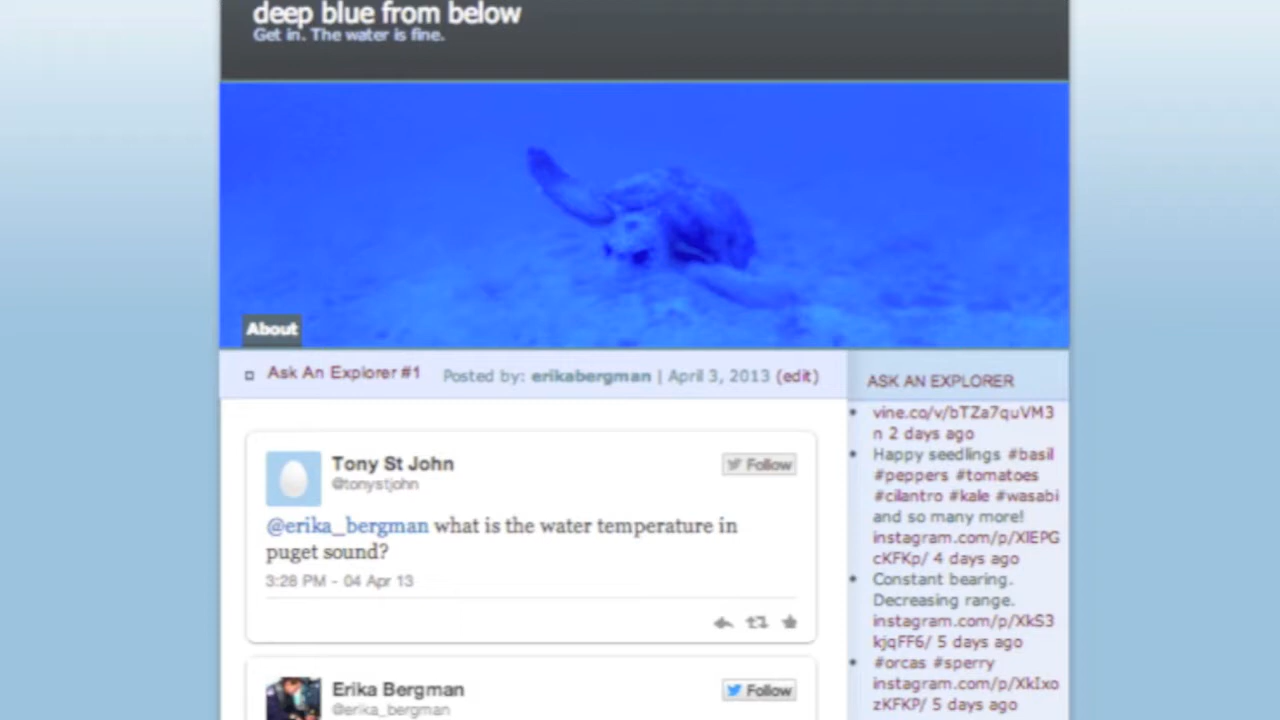 deep blue from below
Get in. The water is fine.
About
Ask An Explorer #1 Posted by: erikabergman | April 3, 2013 (edit)
Tony St John
@tonystjohn
Follow
@erika_bergman what is the water temperature in
puget sound?
3:28 PM - 04 Apr 13
Erika Bergman
@erika_bergman
Follow
ASK AN EXPLORER
vine.co/v/bTZa7quVM3
n 2 days ago
Happy seedlings #basil
#peppers #tomatoes
#cilantro #kale #wasabi
and so many more!
instagram.com/p/XlEPG
cKFKp/ 4 days ago
Constant bearing.
Decreasing range.
instagram.com/p/XkS3
kjqFF6/ 5 days ago
#orcas #sperry
instagram.com/p/XkIxo
zKFKP/ 5 days ago